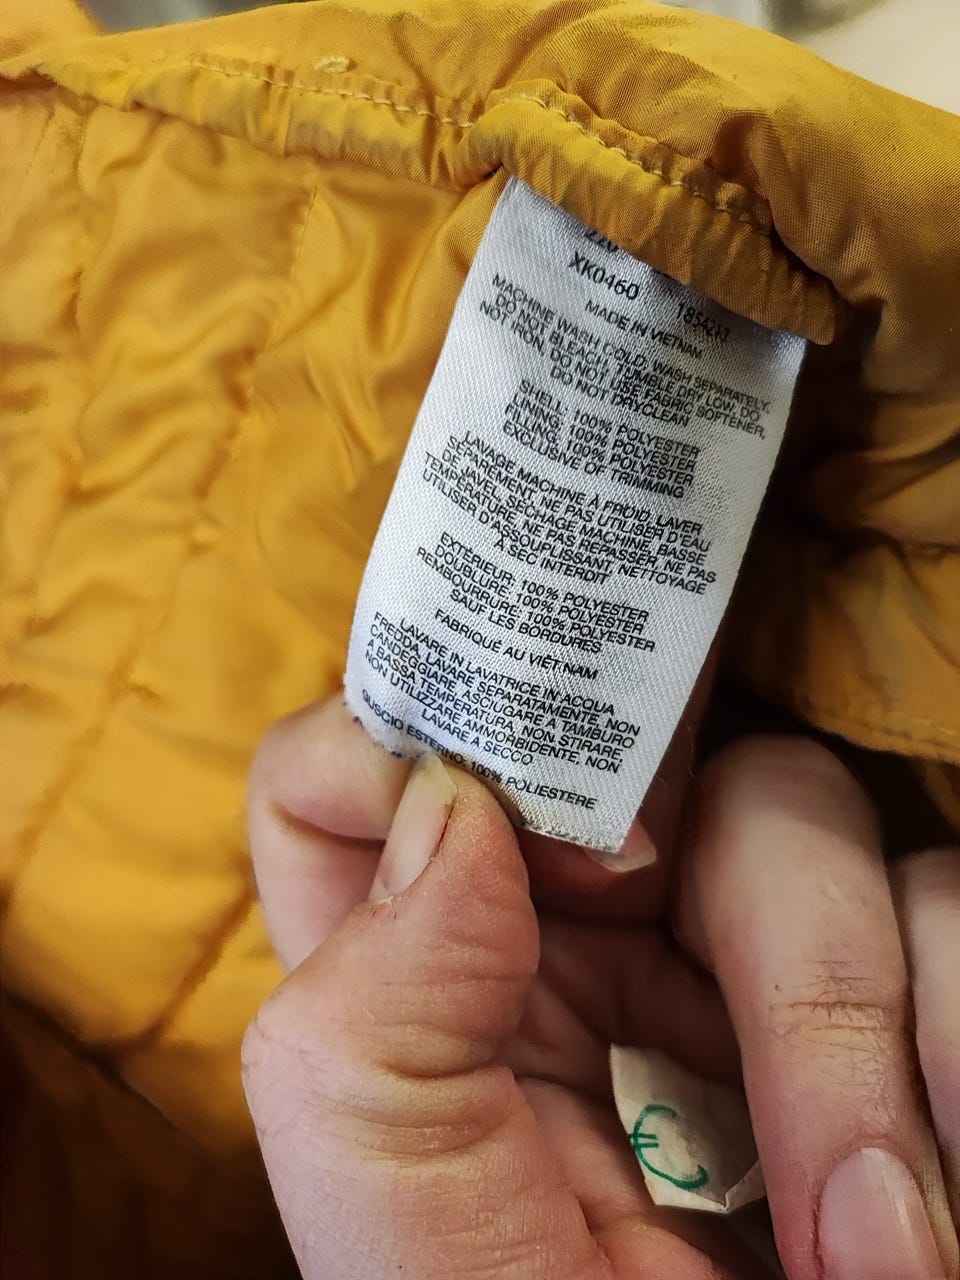 220
XK0460
MADE IN VIETNAM
MACHINE WASH COLD. WASH SEPARATELY.
DO NOT BLEACH. TUMBLE DRY LOW. DO
NOT IRON, DO NOT USE FABRIC SOFTENER,
DO NOT DRYCLEAN
SHELL: 100% POLYESTER
LINING: 100% POLYESTER
FILLING: 100% POLYESTER
EXCLUSIVE OF TRIMMING
LAVAGE MACHINE À FROID, LAVER
SÉPARÉMENT, NE PAS UTILISER D'EAU
DE JAVEL, SÉCHAGE MACHINE, BASSE
TEMPÉRATURE, NE PAS REPASSER, NE PAS
UTILISER D'ASSOUPLISSANT, NETTOYAGE
À SEC INTERDIT
EXTÉRIEUR: 100% POLYESTER
DOUGLURE: 100% POLYESTER
REMBOURRURE: 100% POLYESTER
SAUF LES BORDURES
FABRIQUÉ AU VIÊT NAM
LAVARE IN LAVATRICE IN ACQUA
FREDDA, LAVARE SEPARATAMENTE, NON
CANDEGGIARE, ASCIUGARE A TAMBURO
A BASSA TEMPERATURA, NON STIRARE,
NON UTILIZZARE AMMORBIDENTE, NON
LAVARE A SECCO
GUSCIO ESTERNO: 100% POLIESTERE
€